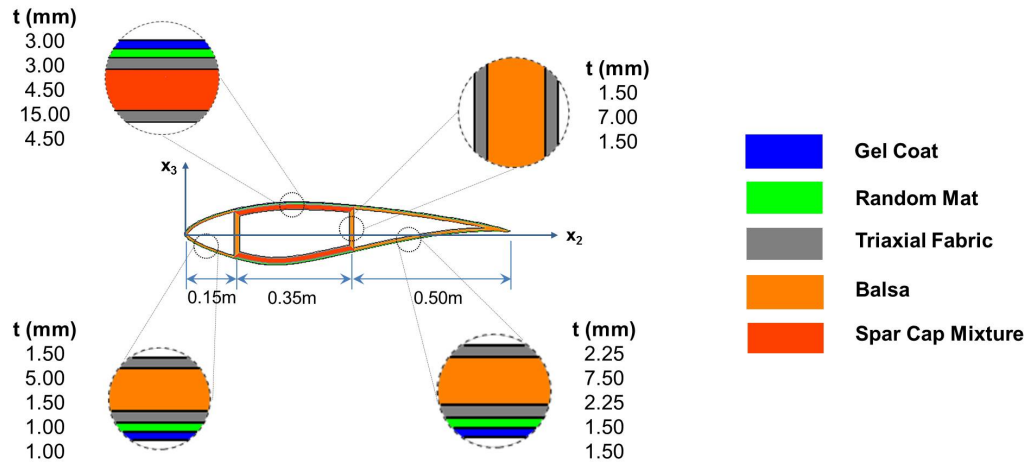 t (mm)
3.00
3.00
4.50
15.00
4.50
t (mm)
1.50
7.00
1.50
x3
x2
0.15m
0.35m
0.50m
t (mm)
1.50
5.00
1.50
1.00
1.00
t (mm)
2.25
7.50
2.25
1.50
1.50
Gel Coat
Random Mat
Triaxial Fabric
Balsa
Spar Cap Mixture